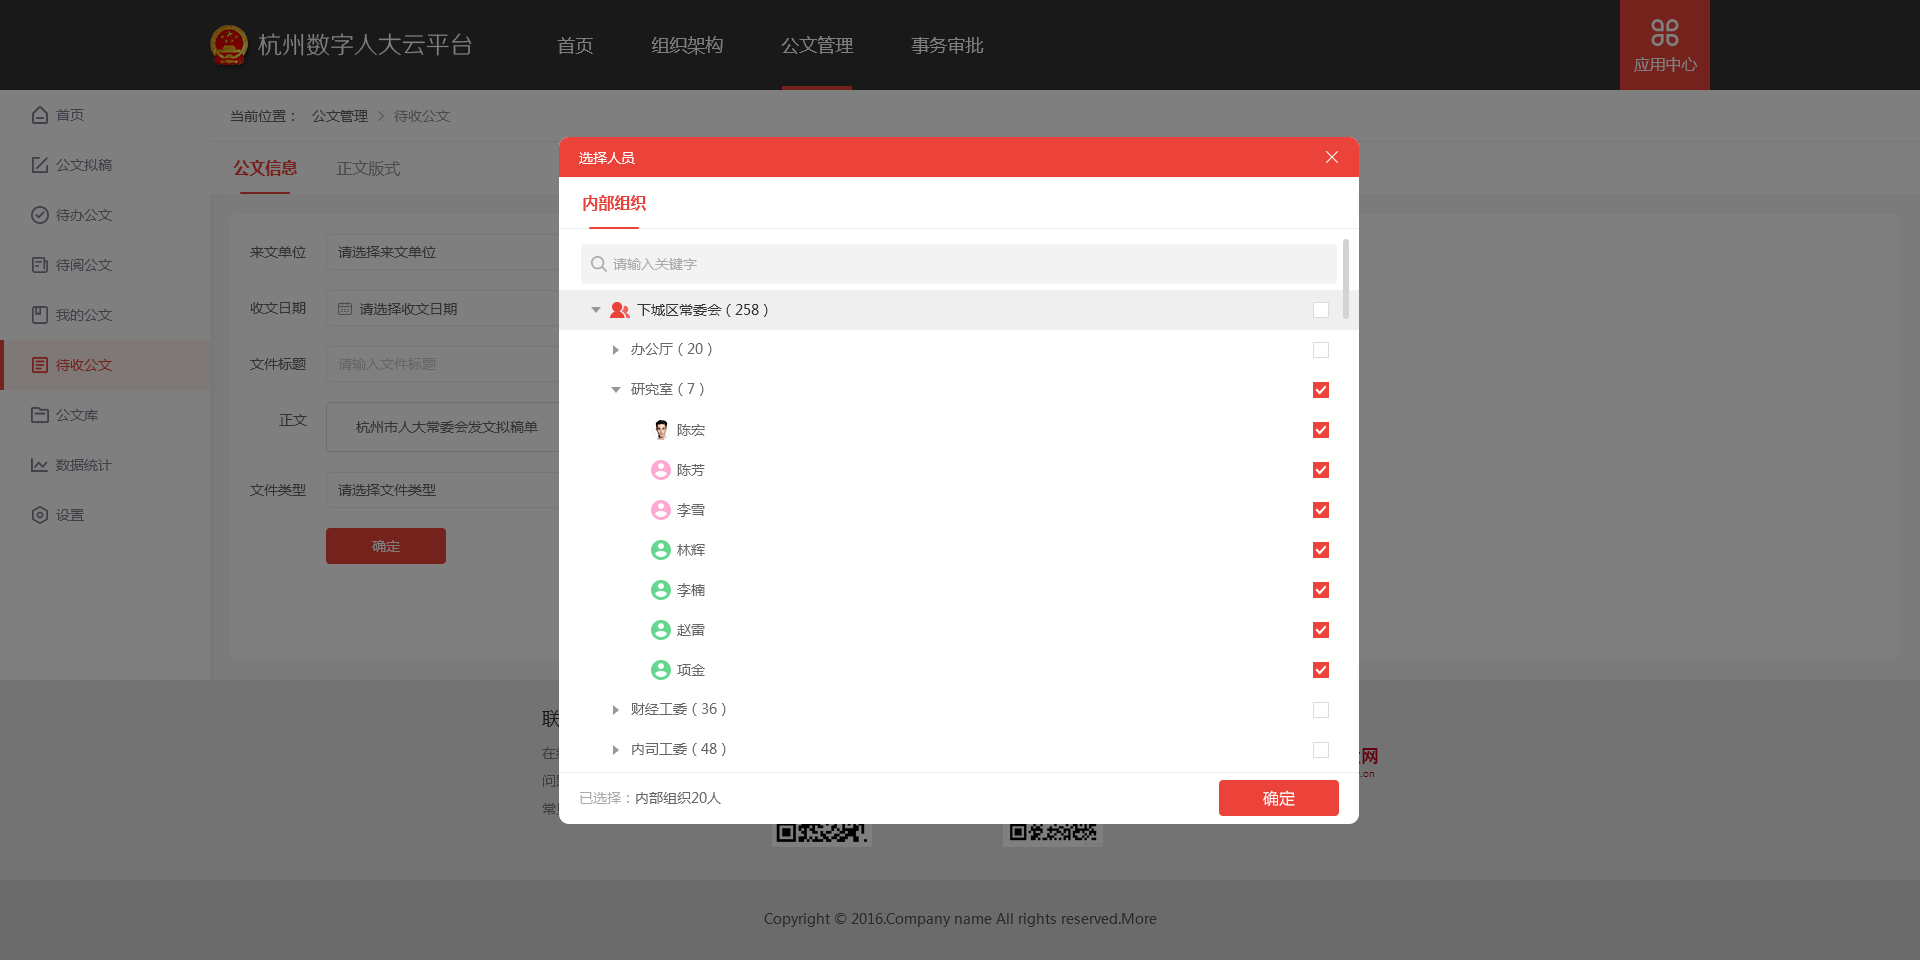 杭州数字人大云平台
首页
组织架构
公文管理
事务审批
应用中心
首页
公文拟稿
待办公文
待阅公文
我的公文
待收公文
公文库
数据统计
设置
当前位置： 公文管理 > 待收公文
公文信息
正文版式
来文单位 请选择来文单位
收文日期 请选择收文日期
文件标题 请输入文件标题
正文 杭州市人大常委会发文拟稿单
文件类型 请选择文件类型
确定
选择人员
内部组织
请输入关键字
下城区常委会（258）
办公厅（20）
研究室（7）
陈宏
陈芳
李雪
林辉
李楠
赵雷
项金
财经工委（36）
内司工委（48）
已选择：内部组织20人
确定
联
在
问
常
网
.cn
Copyright © 2016.Company name All rights reserved.More